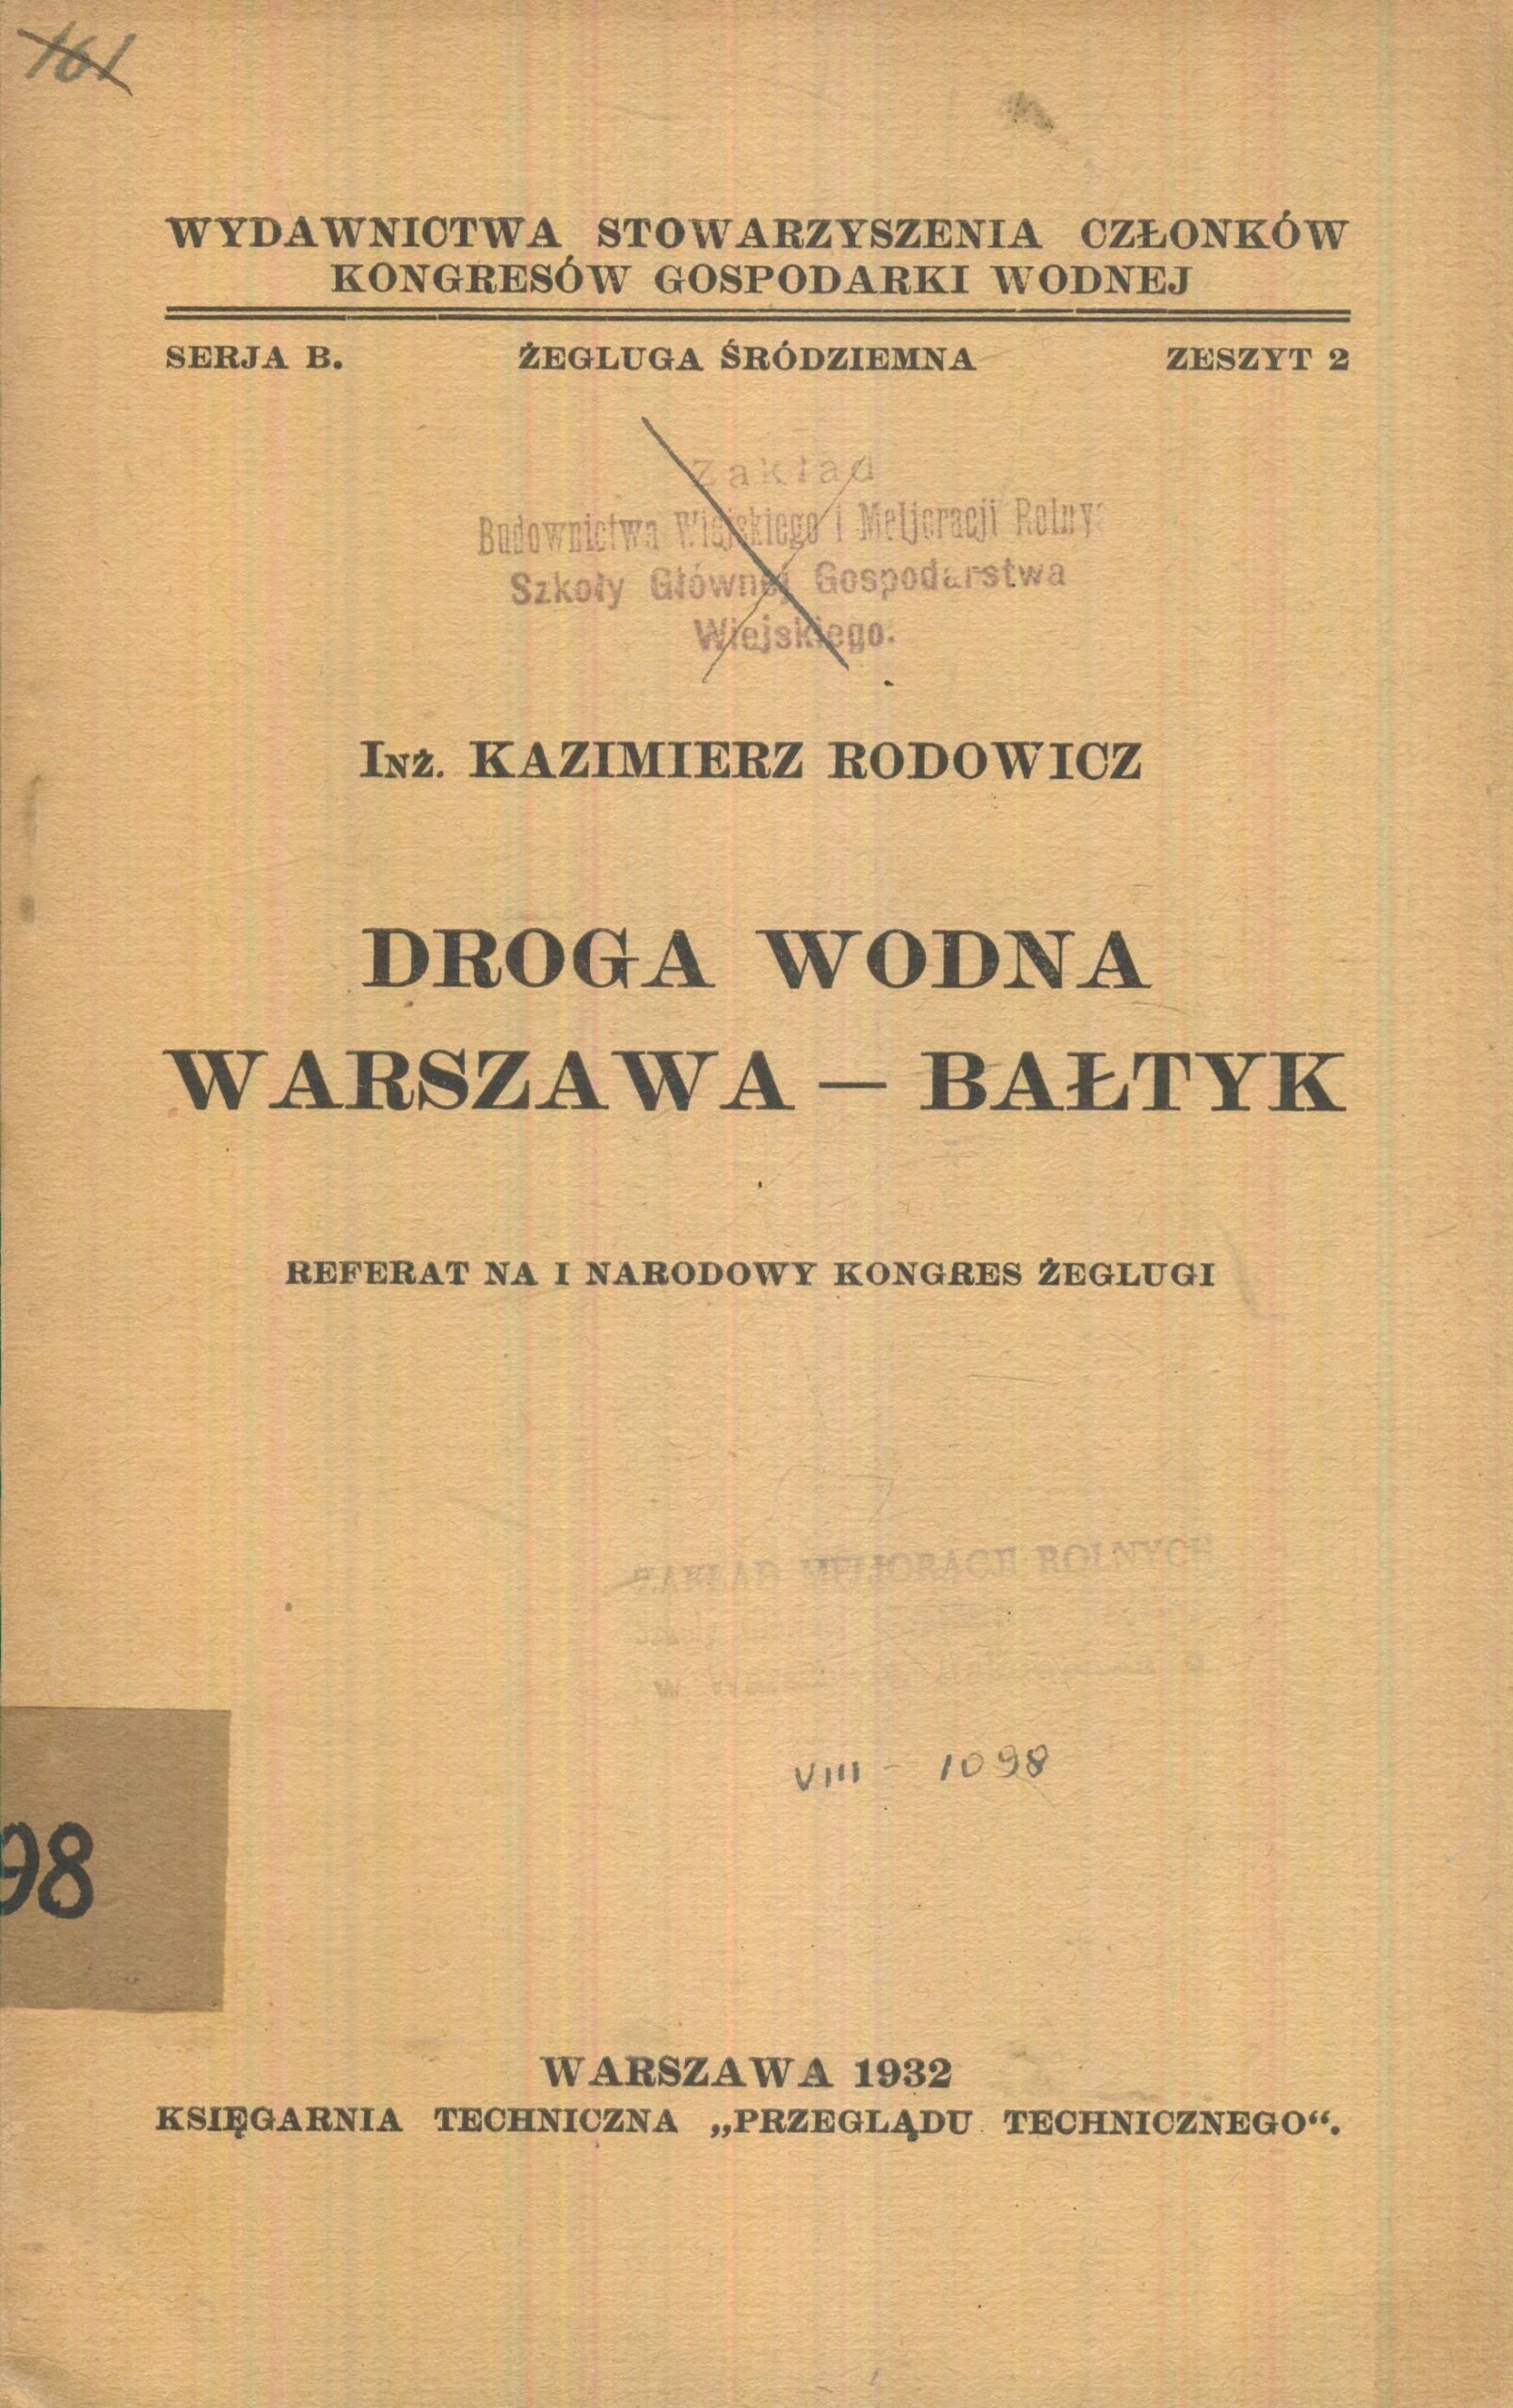 161
WYDAWNICTWA STOWARZYSZENIA CZŁONKÓW
KONGRESÓW GOSPODARKI WODNEJ
SERJA B. ŻEGLUGA ŚRÓDZIEMNA ZESZYT 2
Zakład
Budownictwa Wiejskiego i Meljoracji Rolny
Szkoły Głównej Gospodarstwa
Wiejskiego.
Inż. KAZIMIERZ RODOWICZ
DROGA WODNA
WARSZAWA — BAŁTYK
REFERAT NA I NARODOWY KONGRES ŻEGLUGI
ZAKŁAD MELJORACJI ROLNYCH
Szkoły
w
VIII - 1098
98
WARSZAWA 1932
KSIĘGARNIA TECHNICZNA „PRZEGLĄDU TECHNICZNEGO“.